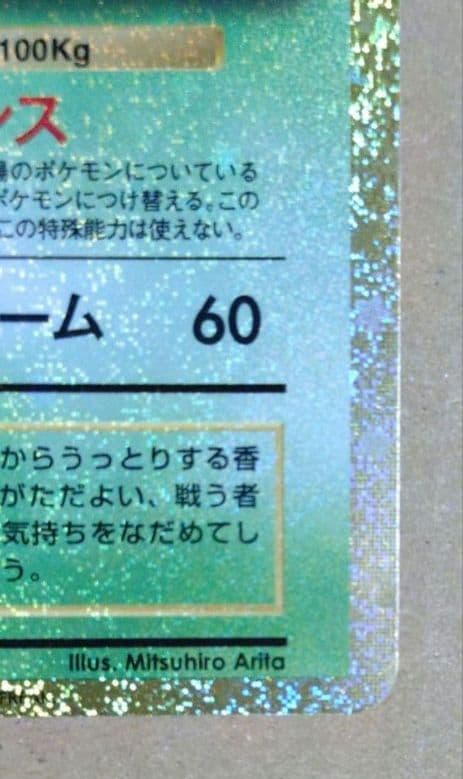 100Kg
ンス
のポケモンについている
ポケモンにつけ替える。この
この特殊能力は使えない。
ーム 60
からうっとりする香
がただよい、戦う者
気持ちをなだめてし
う。
Illus. Mitsuhiro Arita